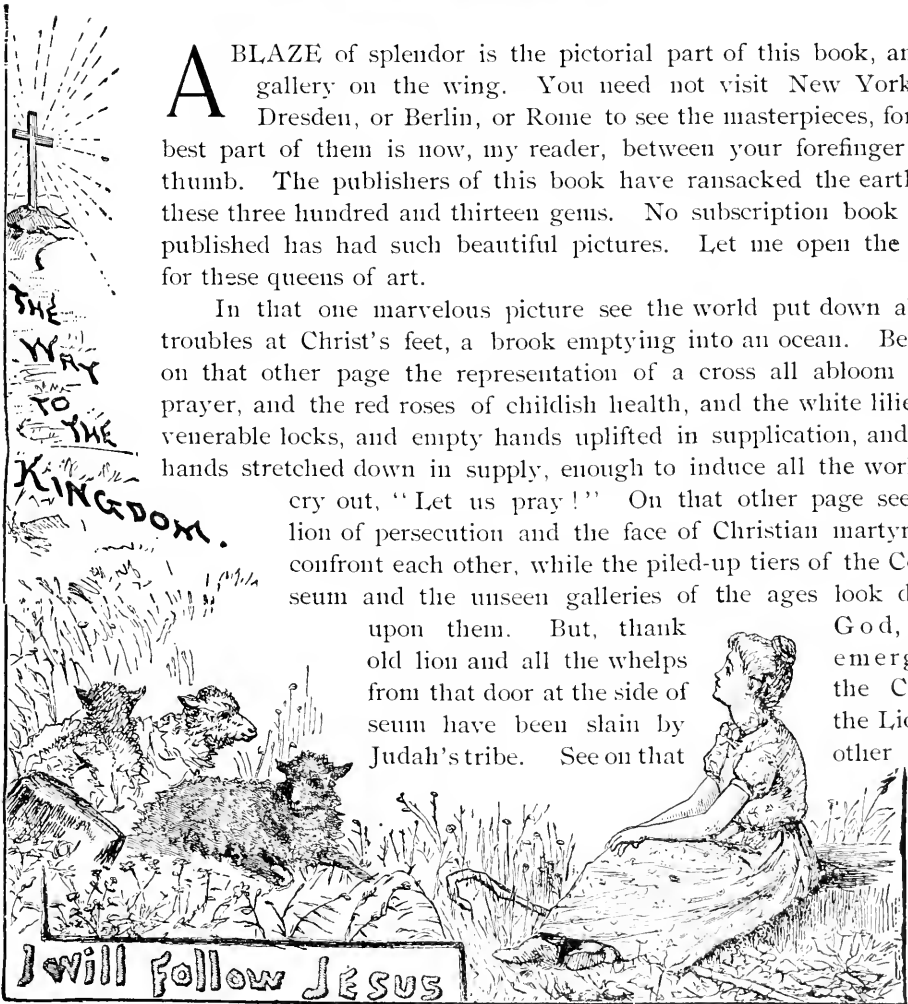 A BLAZE of splendor is the pictorial part of this book, an
gallery on the wing. You need not visit New York
Dresden, or Berlin, or Rome to see the masterpieces, for
best part of them is now, my reader, between your forefinger
thumb. The publishers of this book have ransacked the earth
these three hundred and thirteen gems. No subscription book
published has had such beautiful pictures. Let me open the
for these queens of art.
In that one marvelous picture see the world put down a
troubles at Christ's feet, a brook emptying into an ocean. Be
on that other page the representation of a cross all abloom
prayer, and the red roses of childish health, and the white lilie
venerable locks, and empty hands uplifted in supplication, and
hands stretched down in supply, enough to induce all the wor
cry out, "Let us pray!" On that other page see
lion of persecution and the face of Christian martyr
confront each other, while the piled-up tiers of the C
seum and the unseen galleries of the ages look d
upon them. But, thank God,
old lion and all the whelps emerg
from that door at the side of the C
seum have been slain by the Lio
Judah's tribe. See on that other
THE
WAY
TO
THE
KINGDOM.
I will follow JESUS